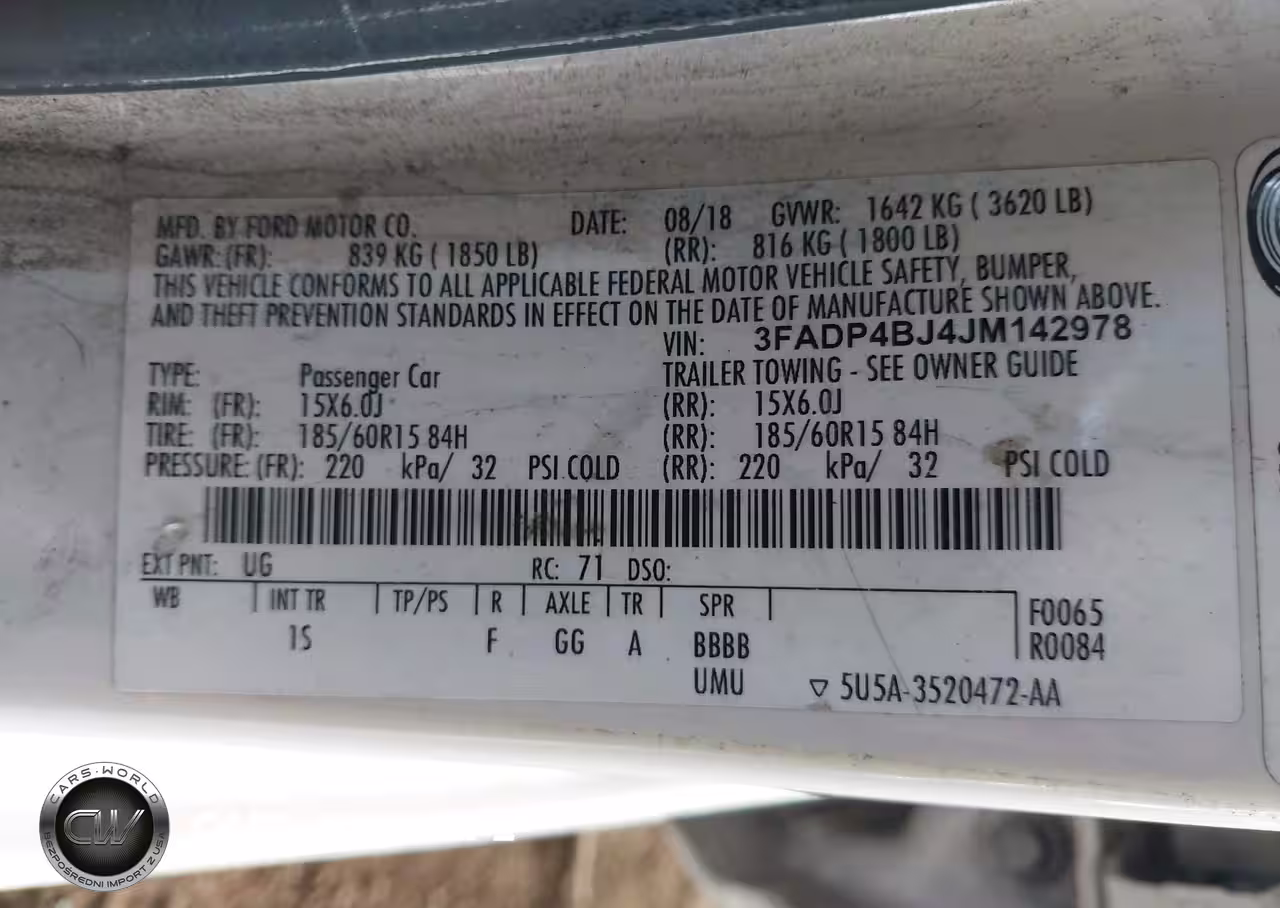 MFD. BY FORD MOTOR CO. DATE: 08/18 GVWR: 1642 KG ( 3620 LB)
GAWR: (FR): 839 KG ( 1850 LB) (RR): 816 KG ( 1800 LB)
THIS VEHICLE CONFORMS TO ALL APPLICABLE FEDERAL MOTOR VEHICLE SAFETY, BUMPER,
AND THEFT PREVENTION STANDARDS IN EFFECT ON THE DATE OF MANUFACTURE SHOWN ABOVE.
VIN: 3FADP4BJ4JM142978
TYPE: Passenger Car TRAILER TOWING - SEE OWNER GUIDE
RIM: (FR): 15X6.0J (RR): 15X6.0J
TIRE: (FR): 185/60R15 84H (RR): 185/60R15 84H
PRESSURE: (FR): 220 kPa/ 32 PSI COLD (RR): 220 kPa/ 32 PSI COLD
EXT PNT: UG RC: 71 DSO:
WB INT TR TP/PS R AXLE TR SPR F0065
1S F GG A BBBB R0084
UMU 5U5A-3520472-AA
CARS-WORLD
CW
BEZPOŚREDNI IMPORT Z USA